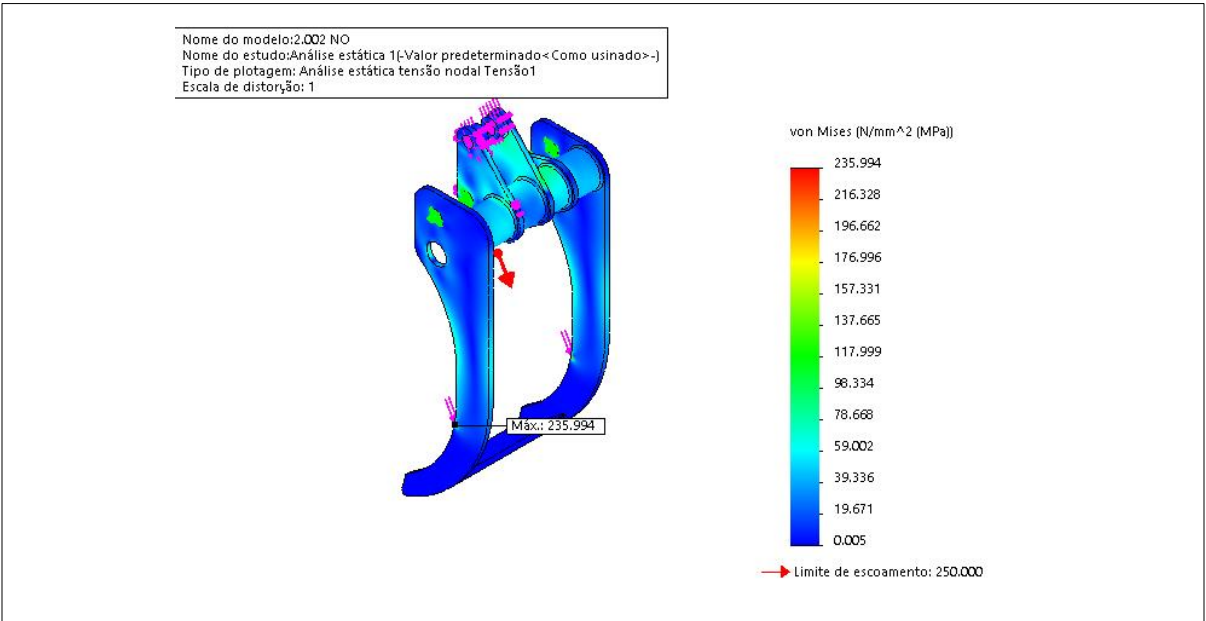 Nome do modelo:2.002 NO
Nome do estudo:Análise estática 1(-Valor predeterminado<Como usinado>-)
Tipo de plotagem: Análise estática tensão nodal Tensão1
Escala de distorção: 1
von Mises (N/mm^2 (MPa))
235.994
216.328
196.662
176.996
157.331
137.665
117.999
98.334
78.668
59.002
39.336
19.671
0.005
Limite de escoamento: 250.000
Máx.: 235.994